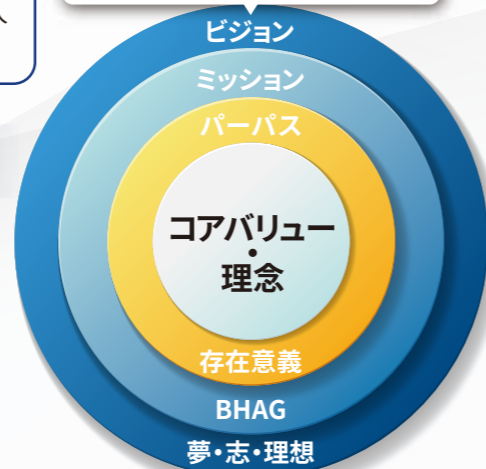 人
ビジョン
ミッション
パーパス
コアバリュー
・
理念
存在意義
BHAG
夢・志・理想